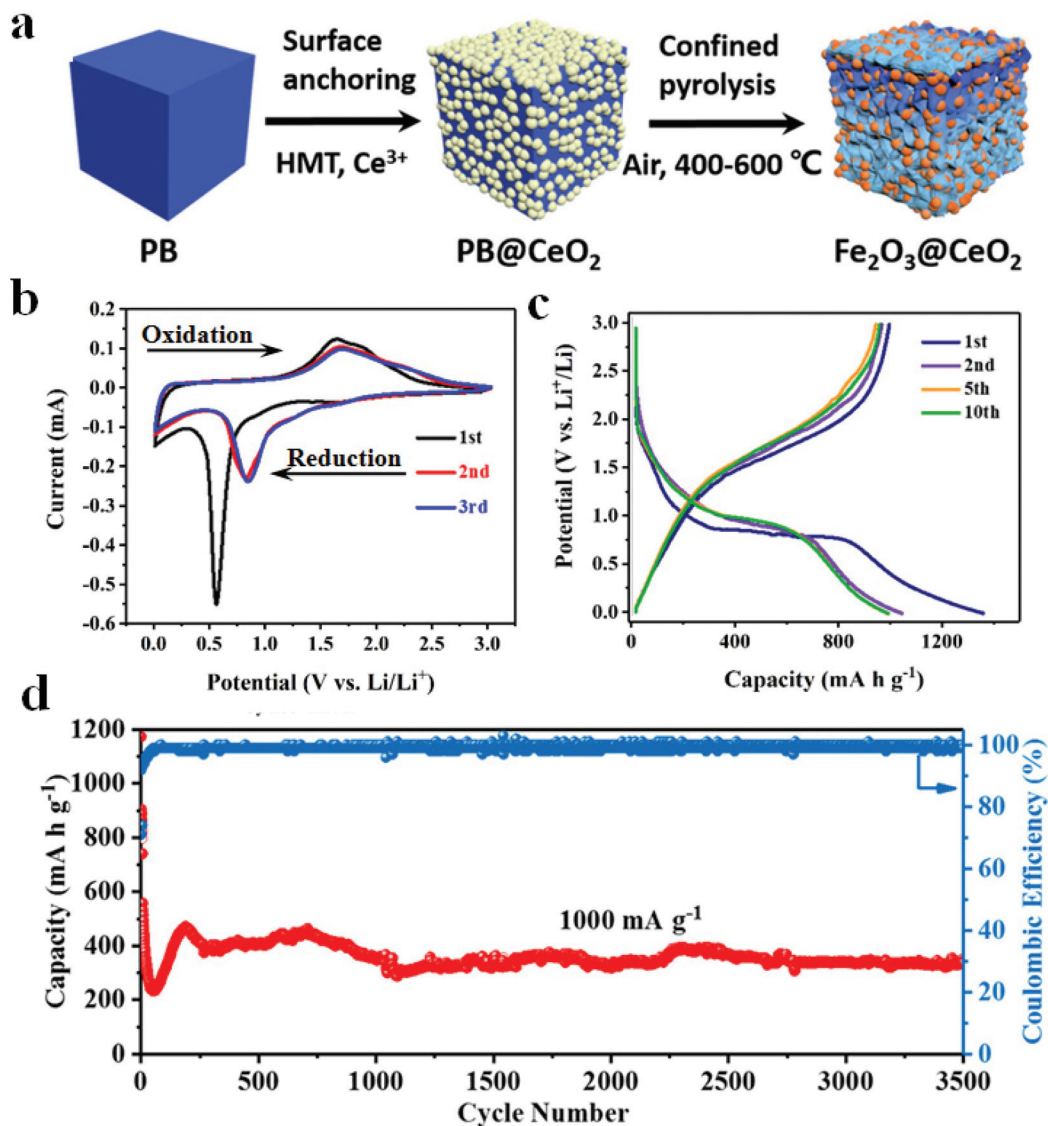 a
Surface
anchoring
HMT, Ce³⁺
Confined
pyrolysis
Air, 400-600 ℃
PB
PB@CeO₂
Fe₂O₃@CeO₂
b
0.2
0.1
0.0
-0.1
-0.2
-0.3
-0.4
-0.5
-0.6
Current (mA)
Oxidation
Reduction
1st
2nd
3rd
0.0 0.5 1.0 1.5 2.0 2.5 3.0
Potential (V vs. Li/Li⁺)
c
3.0
2.5
2.0
1.5
1.0
0.5
0.0
Potential (V vs. Li⁺/Li)
1st
2nd
5th
10th
0 400 800 1200
Capacity (mA h g⁻¹)
d
1200
1000
800
600
400
200
0
Capacity (mA h g⁻¹)
1000 mA g⁻¹
100
80
60
40
20
0
Coulombic Efficiency (%)
0 500 1000 1500 2000 2500 3000 3500
Cycle Number